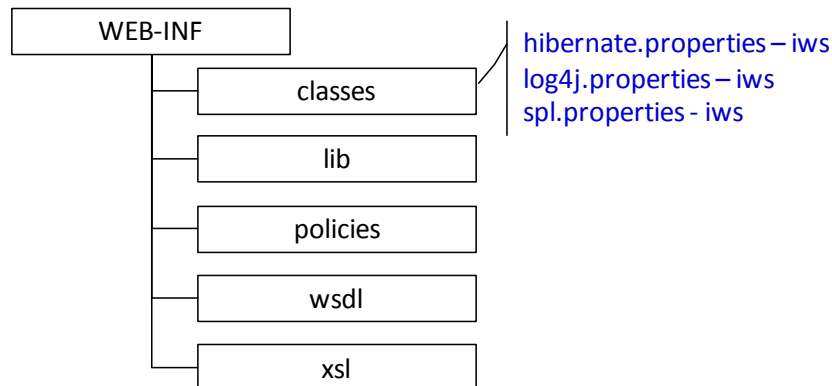 WEB-INF
classes
hibernate.properties – iws
log4j.properties – iws
spl.properties - iws
lib
policies
wsdl
xsl